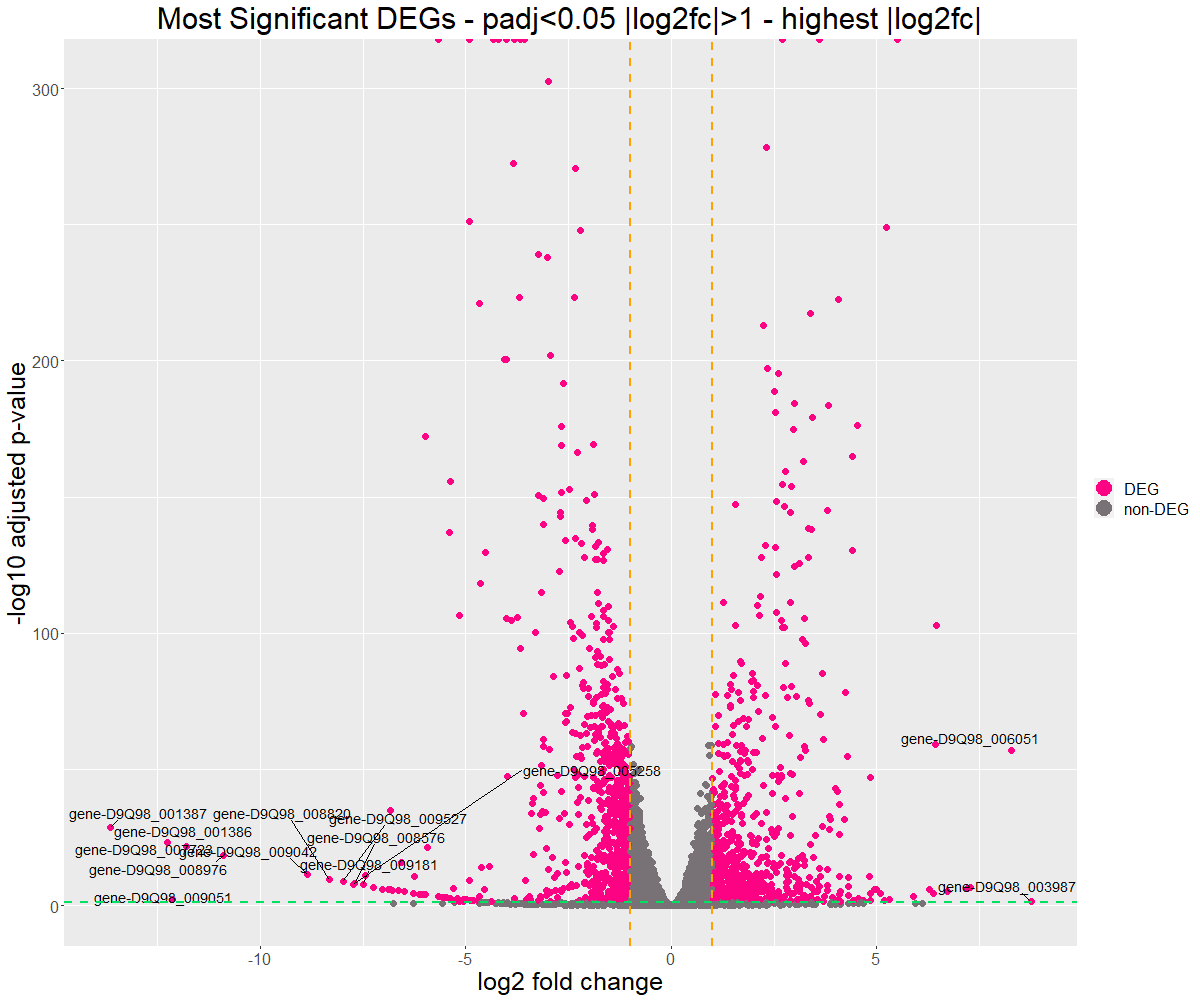 Most Significant DEGs - padj<0.05 |log2fc|>1 - highest |log2fc|
-log10 adjusted p-value
300
200
100
0
gene-D9Q98_006051
gene-D9Q98_005258
gene-D9Q98_001387
gene-D9Q98_008820
gene-D9Q98_009527
gene-D9Q98_001386
gene-D9Q98_008576
gene-D9Q98_009042
gene-D9Q98_009181
gene-D9Q98_008976
gene-D9Q98_003987
gene-D9Q98_009051
DEG
non-DEG
-10
-5
0
5
log2 fold change